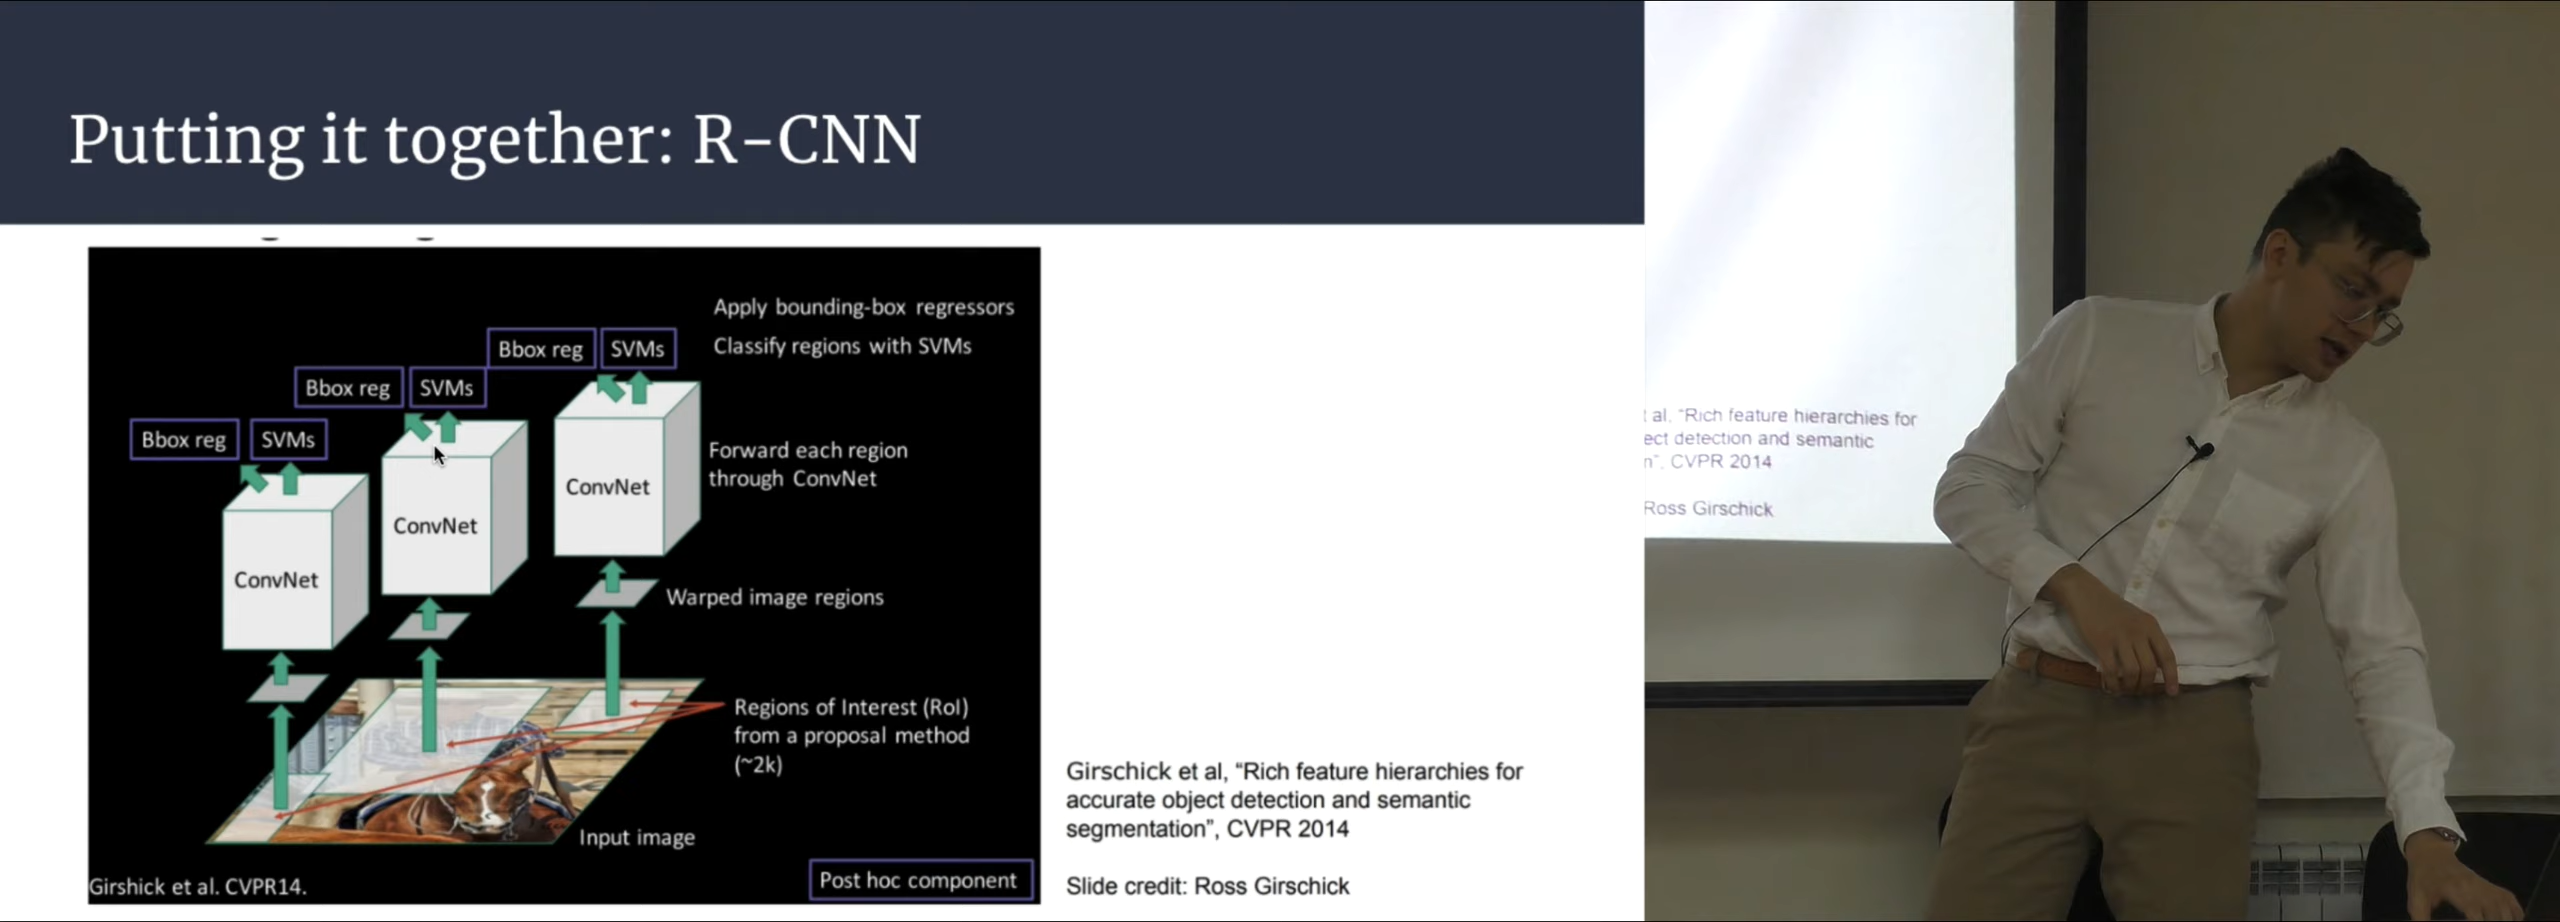 Putting it together: R-CNN
Apply bounding-box regressors
Bbox reg SVMs Classify regions with SVMs
Bbox reg SVMs
Bbox reg SVMs
Forward each region
through ConvNet
ConvNet
ConvNet
ConvNet
Warped image regions
Regions of Interest (RoI)
from a proposal method
(~2k)
Input image
Post hoc component
Girshick et al. CVPR14.
Girschick et al, “Rich feature hierarchies for
accurate object detection and semantic
segmentation”, CVPR 2014
Slide credit: Ross Girschick
al, “Rich feature hierarchies for
detection and semantic
CVPR 2014
Ross Girschick